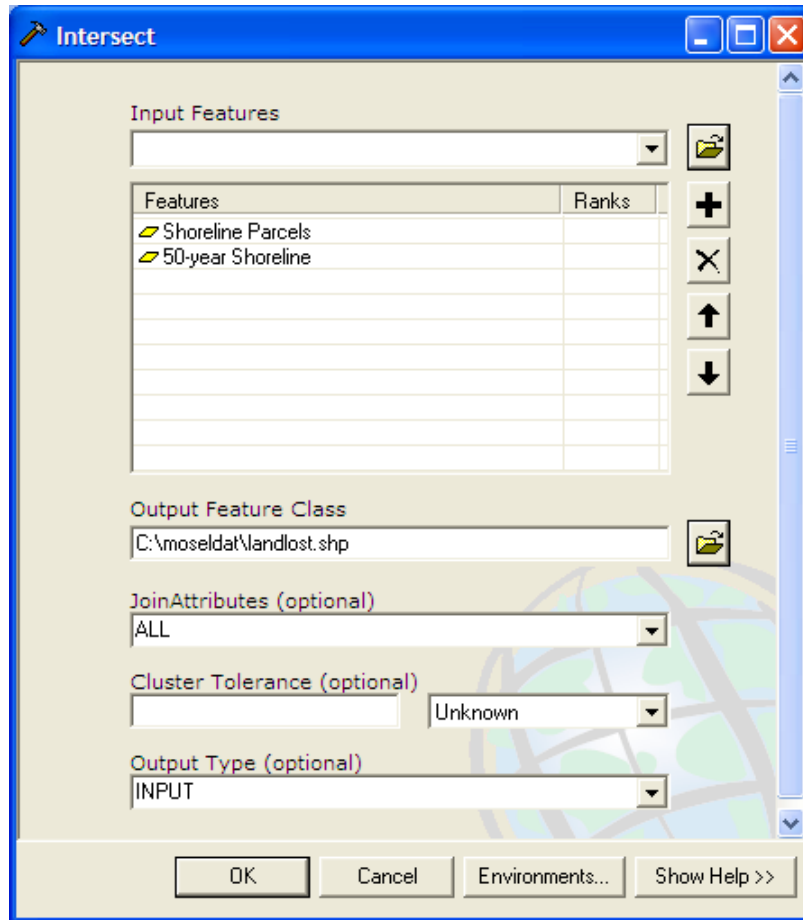 Intersect
Input Features
Features Ranks
Shoreline Parcels
50-year Shoreline
Output Feature Class
C:\moseldat\landlost.shp
JoinAttributes (optional)
ALL
Cluster Tolerance (optional)
Unknown
Output Type (optional)
INPUT
OK Cancel Environments... Show Help >>